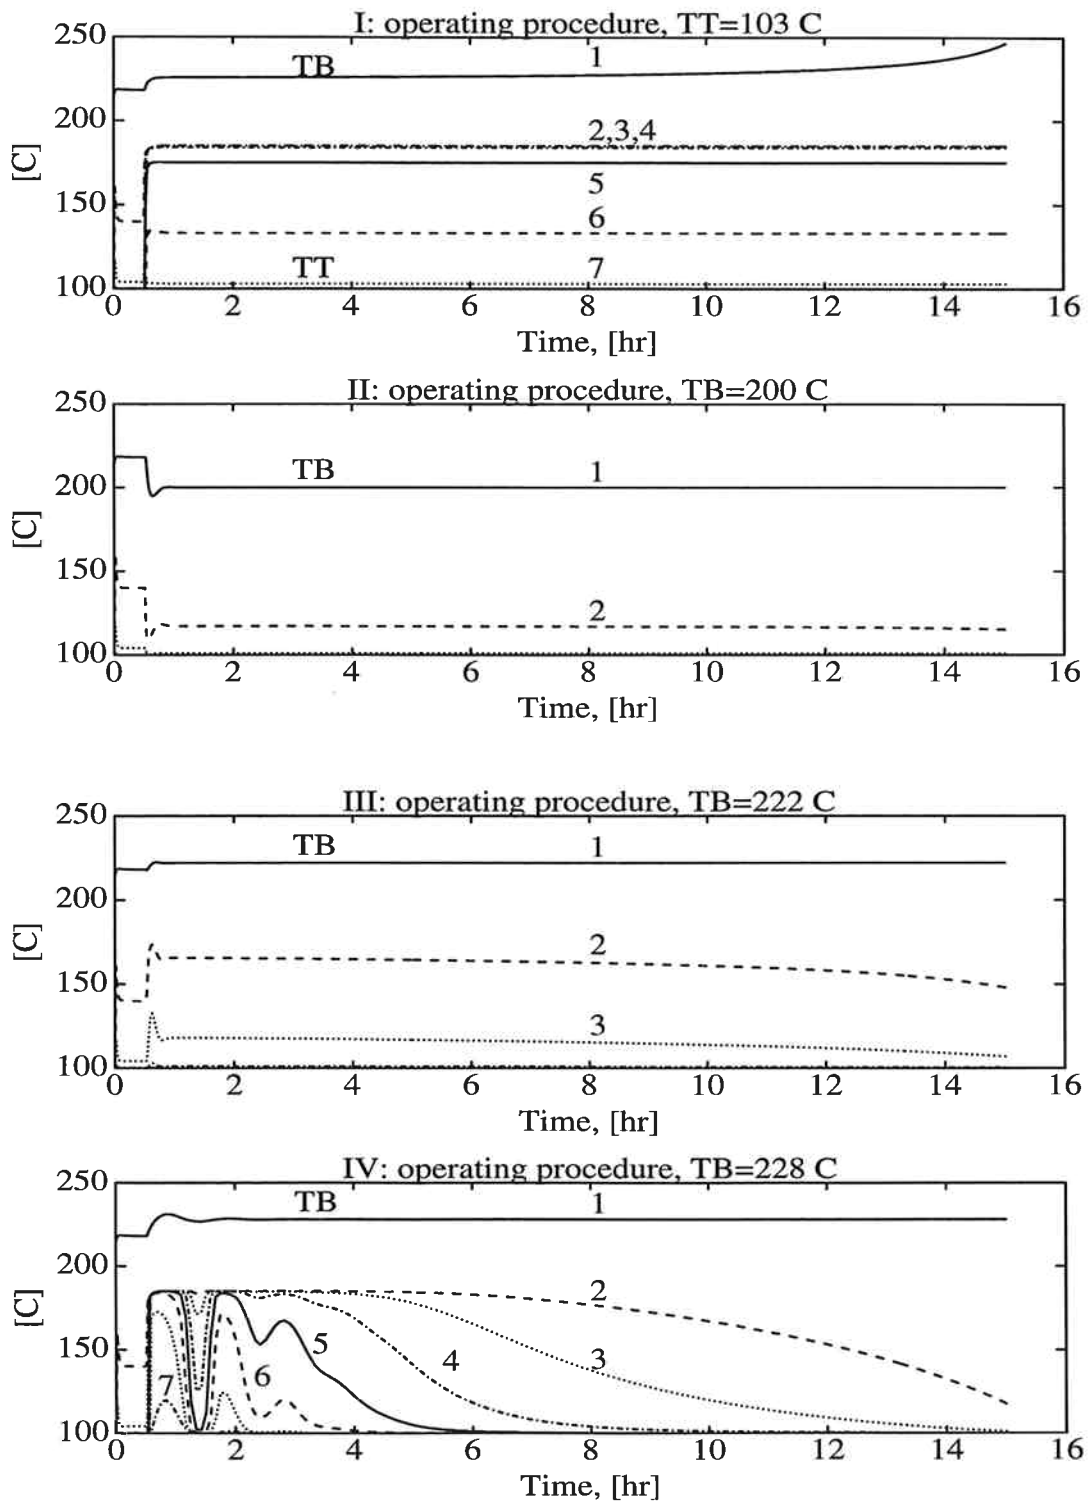 I: operating procedure, TT=103 C
250
200
150
100
[C]
TB
1
2,3,4
5
6
TT
7
0 2 4 6 8 10 12 14 16
Time, [hr]
II: operating procedure, TB=200 C
250
200
150
100
[C]
TB
1
2
0 2 4 6 8 10 12 14 16
Time, [hr]
III: operating procedure, TB=222 C
250
200
150
100
[C]
TB
1
2
3
0 2 4 6 8 10 12 14 16
Time, [hr]
IV: operating procedure, TB=228 C
250
200
150
100
[C]
TB
1
2
3
4
5
6
7
0 2 4 6 8 10 12 14 16
Time, [hr]